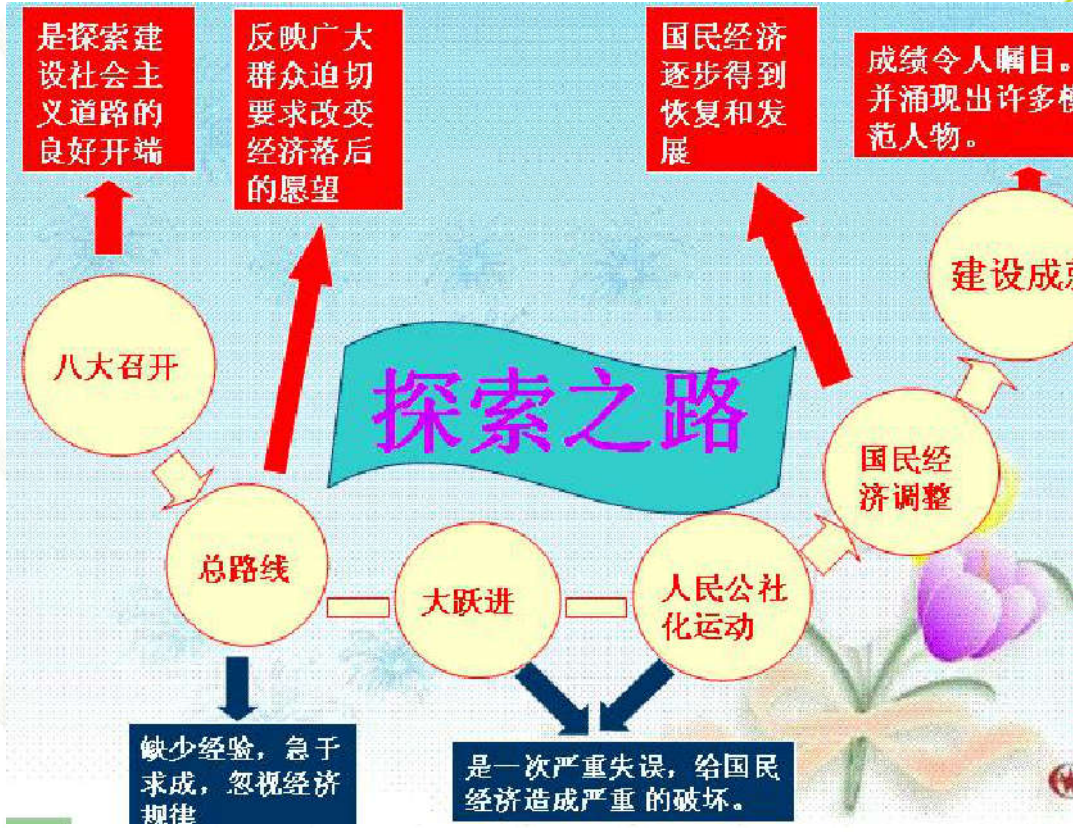 是探索建
设社会主
义道路的
良好开端
反映广大
群众迫切
要求改变
经济落后
的愿望
国民经济
逐步得到
恢复和发
展
成绩令人瞩目。
并涌现出许多模
范人物。
八大召开
探索之路
建设成就
国民经
济调整
总路线
大跃进
人民公社
化运动
缺少经验，急于
求成，忽视经济
规律
是一次严重失误，给国民
经济造成严重的破坏。